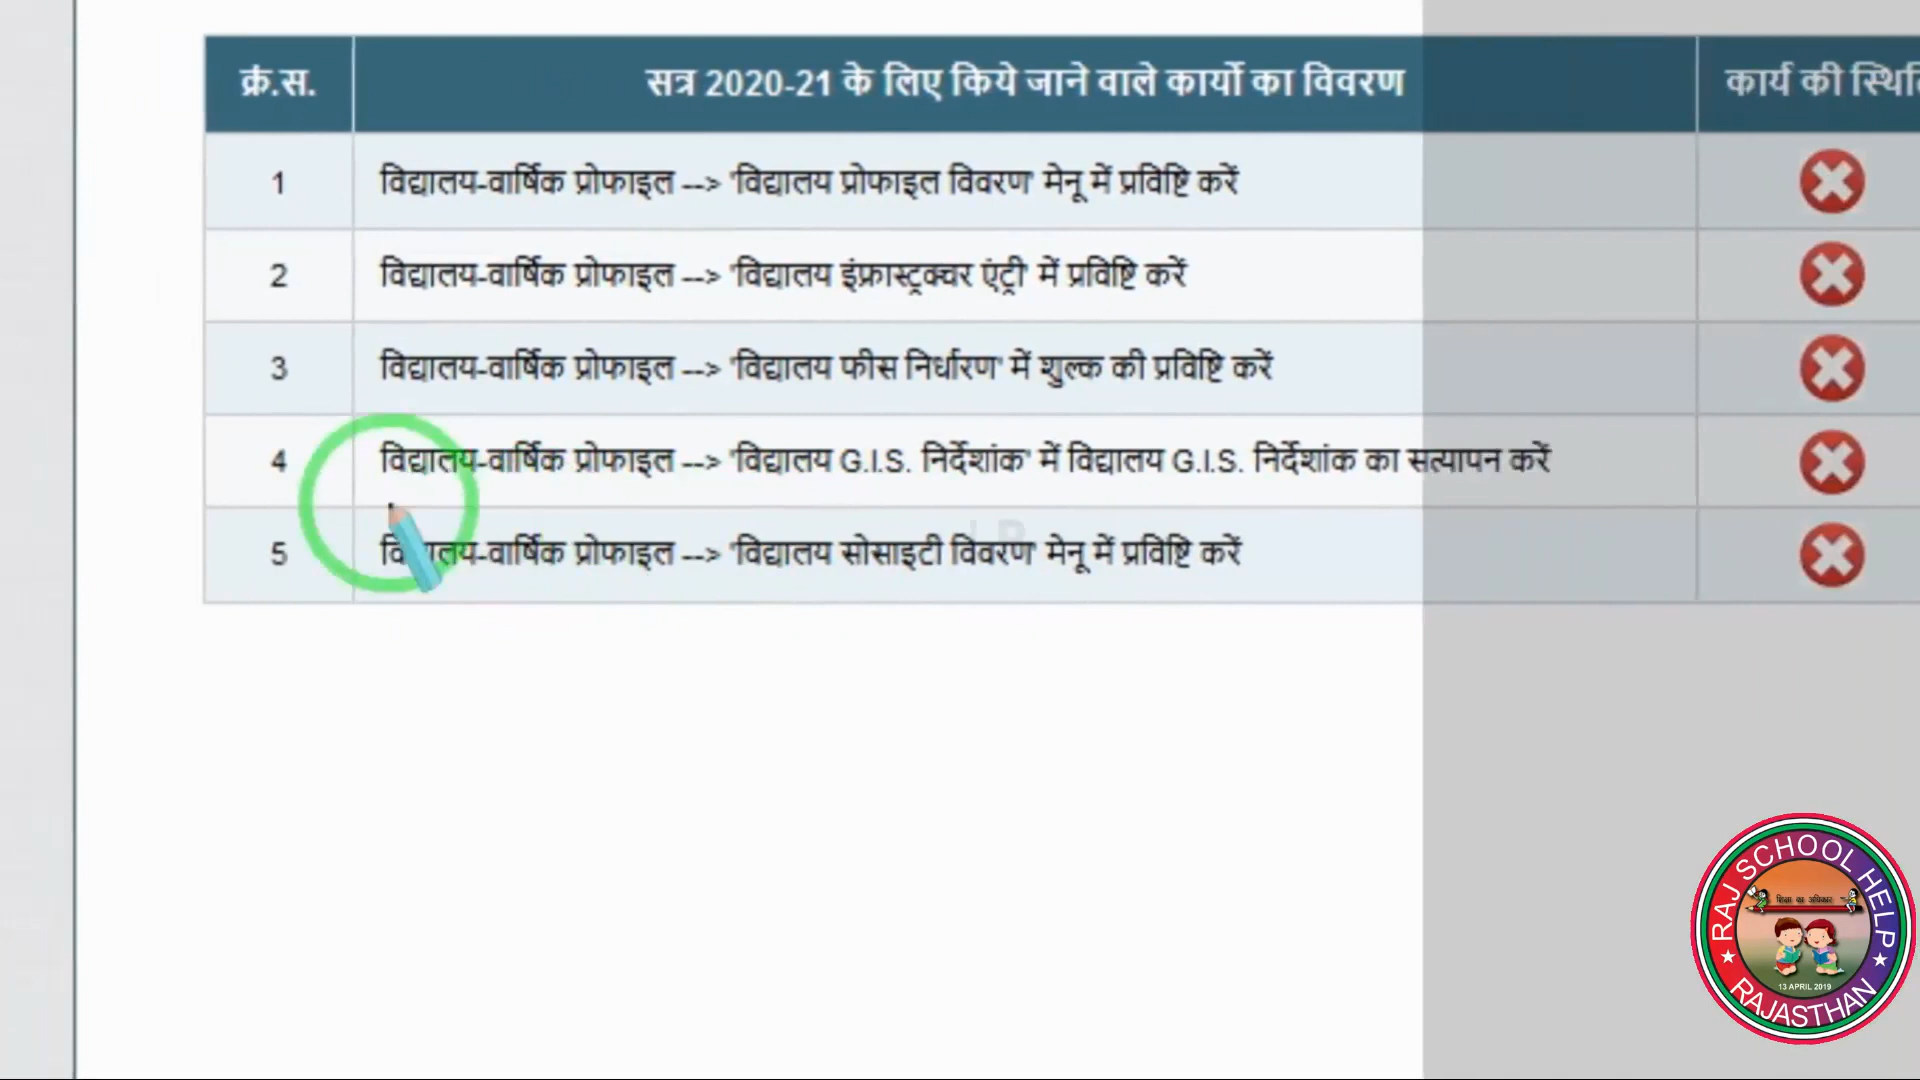 क्रं.स. सत्र 2020-21 के लिए किये जाने वाले कार्यो का विवरण कार्य की
1 विद्यालय-वार्षिक प्रोफाइल --> 'विद्यालय प्रोफाइल विवरण' मेनू में प्रविष्टि करें
2 विद्यालय-वार्षिक प्रोफाइल --> 'विद्यालय इंफ्रास्ट्रक्चर एंट्री' में प्रविष्टि करें
3 विद्यालय-वार्षिक प्रोफाइल --> 'विद्यालय फीस निर्धारण' में शुल्क की प्रविष्टि करें
4 विद्यालय-वार्षिक प्रोफाइल --> 'विद्यालय G.I.S. निर्देशांक' में विद्यालय G.I.S. निर्देशांक का सत्यापन करें
5 विद्यालय-वार्षिक प्रोफाइल --> 'विद्यालय सोसाइटी विवरण' मेनू में प्रविष्टि करें
RAJ SCHOOL HELP
शिक्षा का अधिकार
13 APRIL 2019
RAJASTHAN